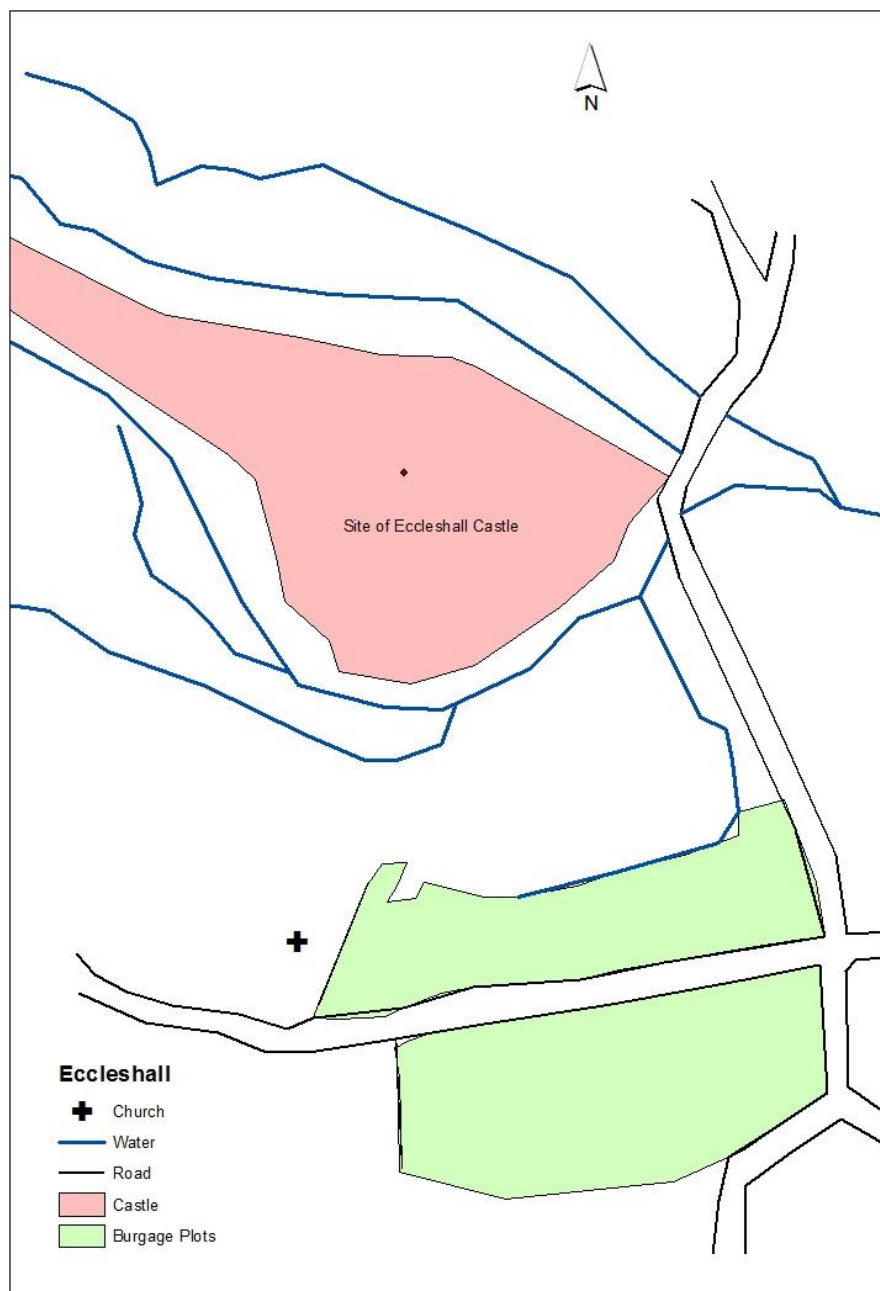 N
Site of Eccleshall Castle
Eccleshall
Church
Water
Road
Castle
Burgage Plots